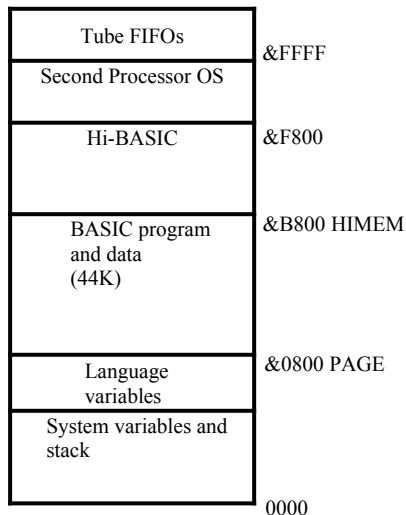 Tube FIFOs
&FFFF
Second Processor OS
Hi-BASIC
&F800
BASIC program
and data
(44K)
&B800 HIMEM
Language
variables
&0800 PAGE
System variables and
stack
0000